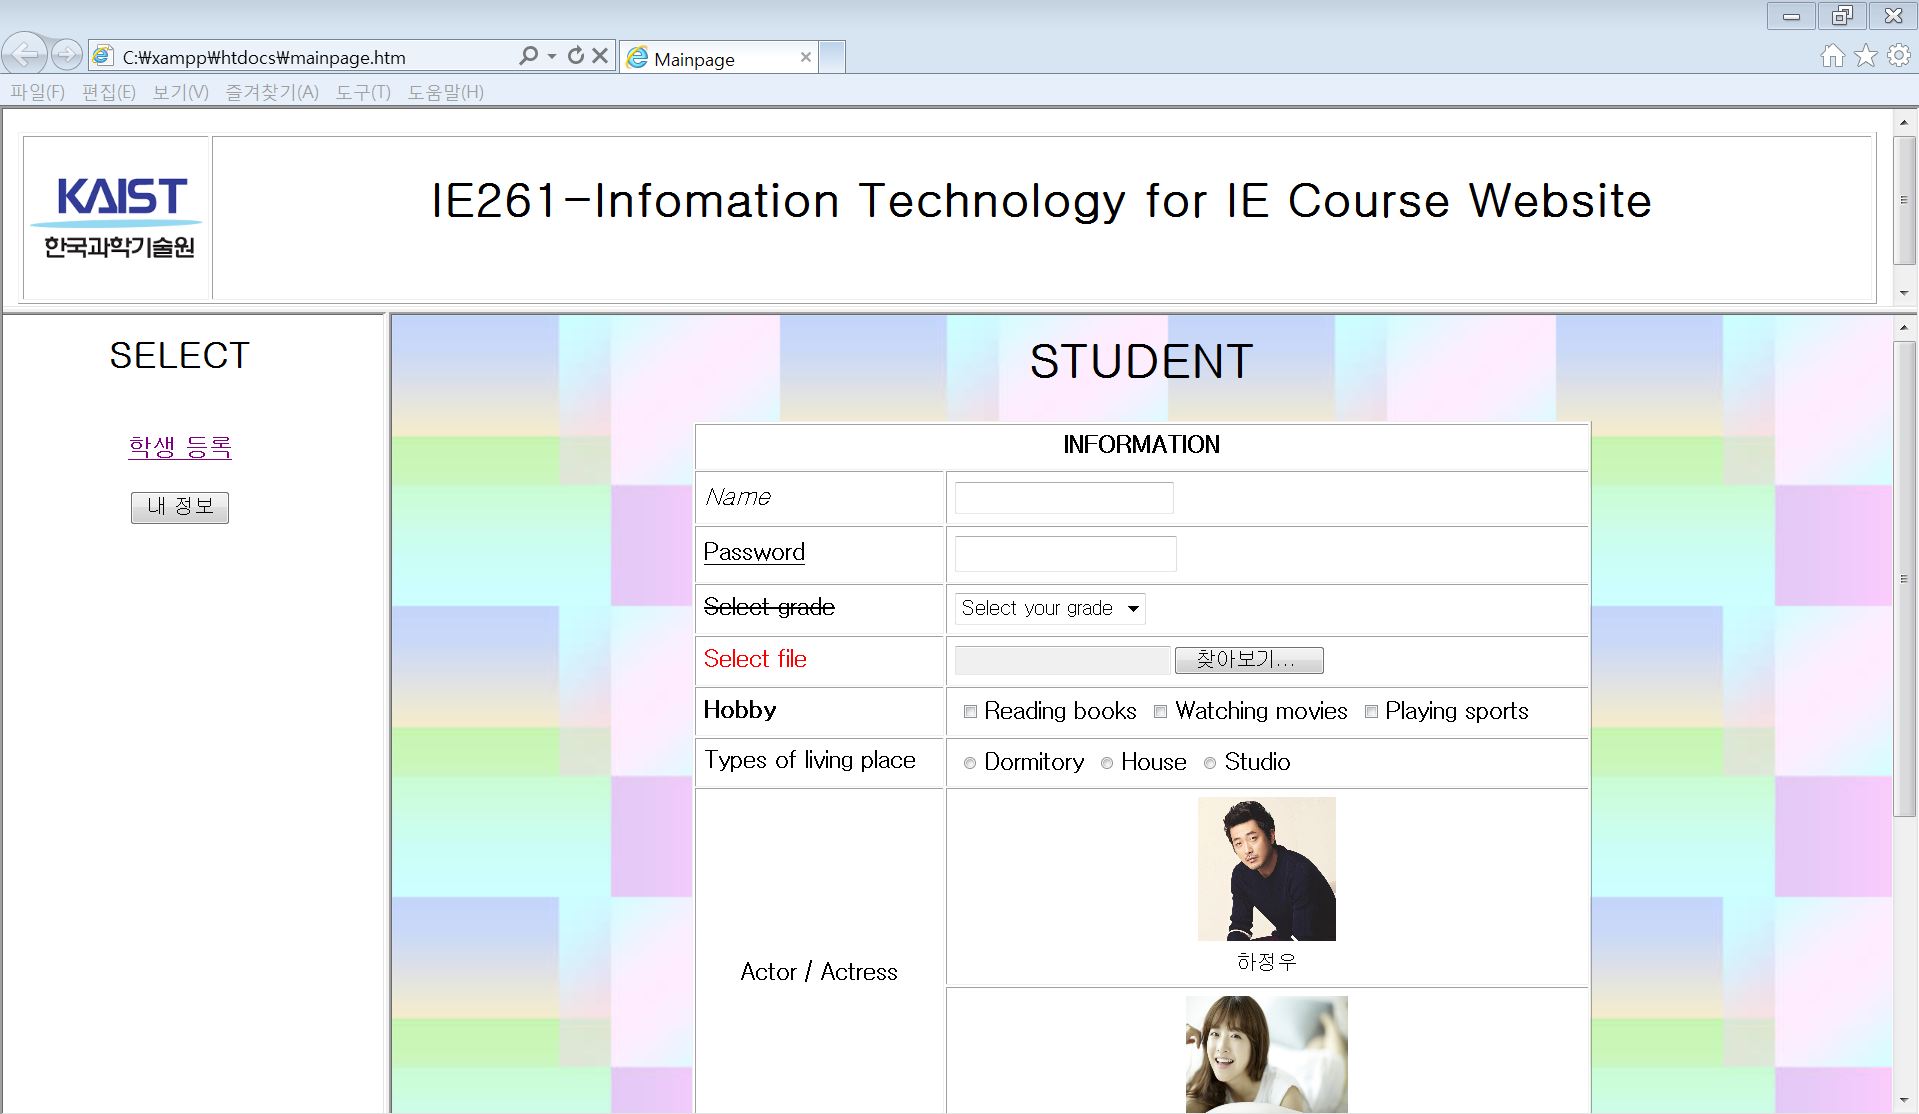 C:₩xampp₩htdocs₩mainpage.htm
Mainpage
파일(F) 편집(E) 보기(V) 즐겨찾기(A) 도구(T) 도움말(H)
KAIST
한국과학기술원
IE261-Infomation Technology for IE Course Website
SELECT
학생 등록
내 정보
STUDENT
INFORMATION
Name
Password
Select grade Select your grade
Select file 찾아보기...
Hobby Reading books Watching movies Playing sports
Types of living place Dormitory House Studio
Actor / Actress
하정우